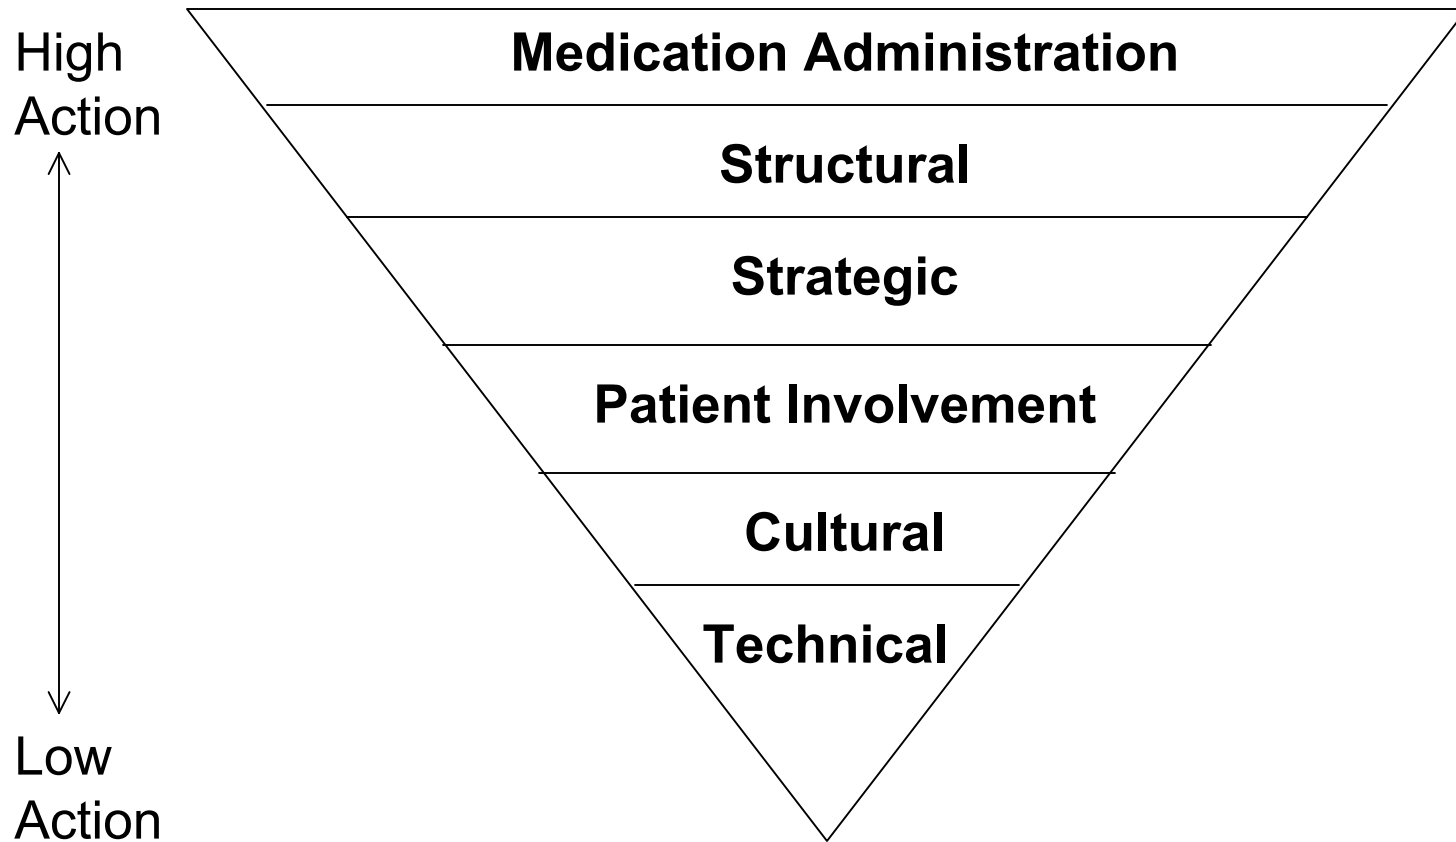 High
Action
Medication Administration
Structural
Strategic
Patient Involvement
Cultural
Technical
Low
Action